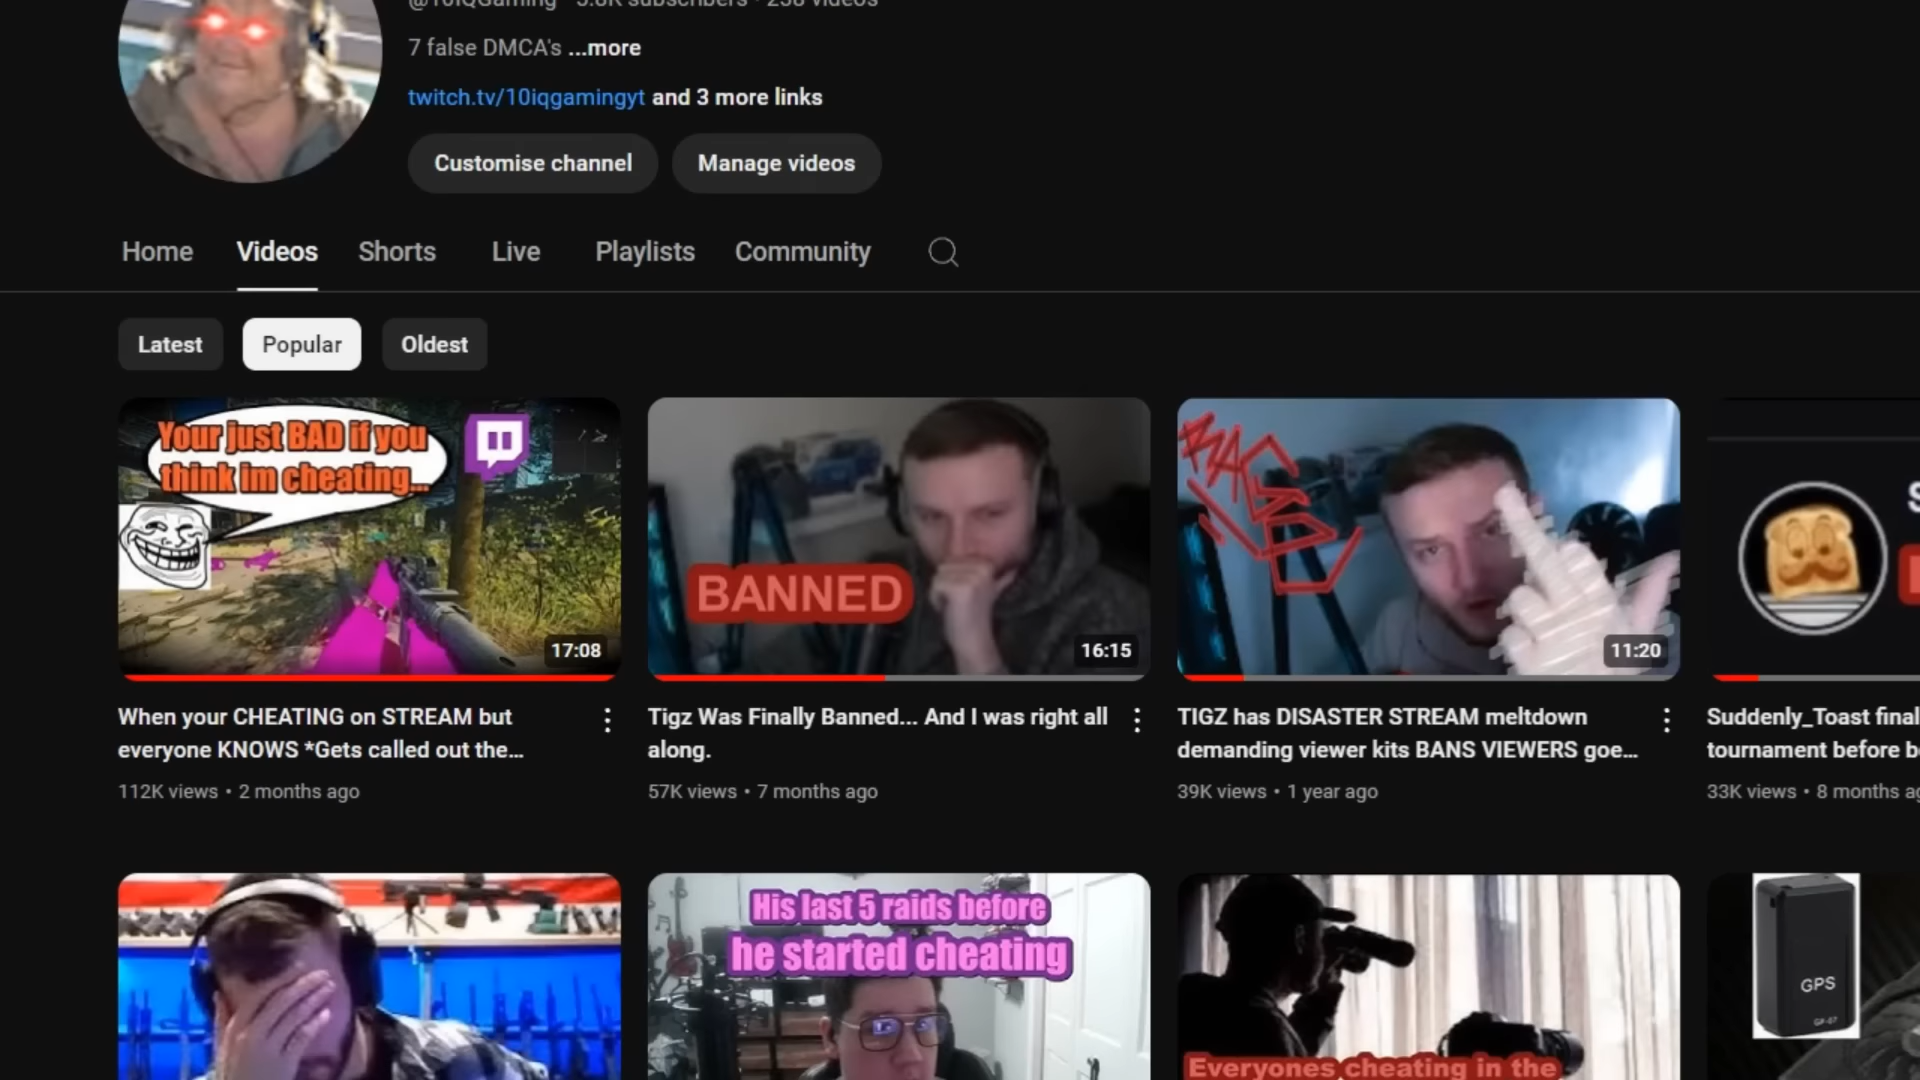 @10IQGaming · 5.8K subscribers · 238 videos
7 false DMCA's ...more
twitch.tv/10iqgamingyt and 3 more links
Customise channel Manage videos
Home Videos Shorts Live Playlists Community
Latest Popular Oldest
Your just BAD if you
think im cheating...
17:08
BANNED
16:15
RAGED
11:20
S
When your CHEATING on STREAM but
everyone KNOWS *Gets called out the...
112K views • 2 months ago
Tigz Was Finally Banned... And I was right all
along.
57K views • 7 months ago
TIGZ has DISASTER STREAM meltdown
demanding viewer kits BANS VIEWERS goe...
39K views • 1 year ago
Suddenly_Toast final
tournament before b
33K views • 8 months ag
His last 5 raids before
he started cheating
Everyones cheating in the
GPS
GF-07